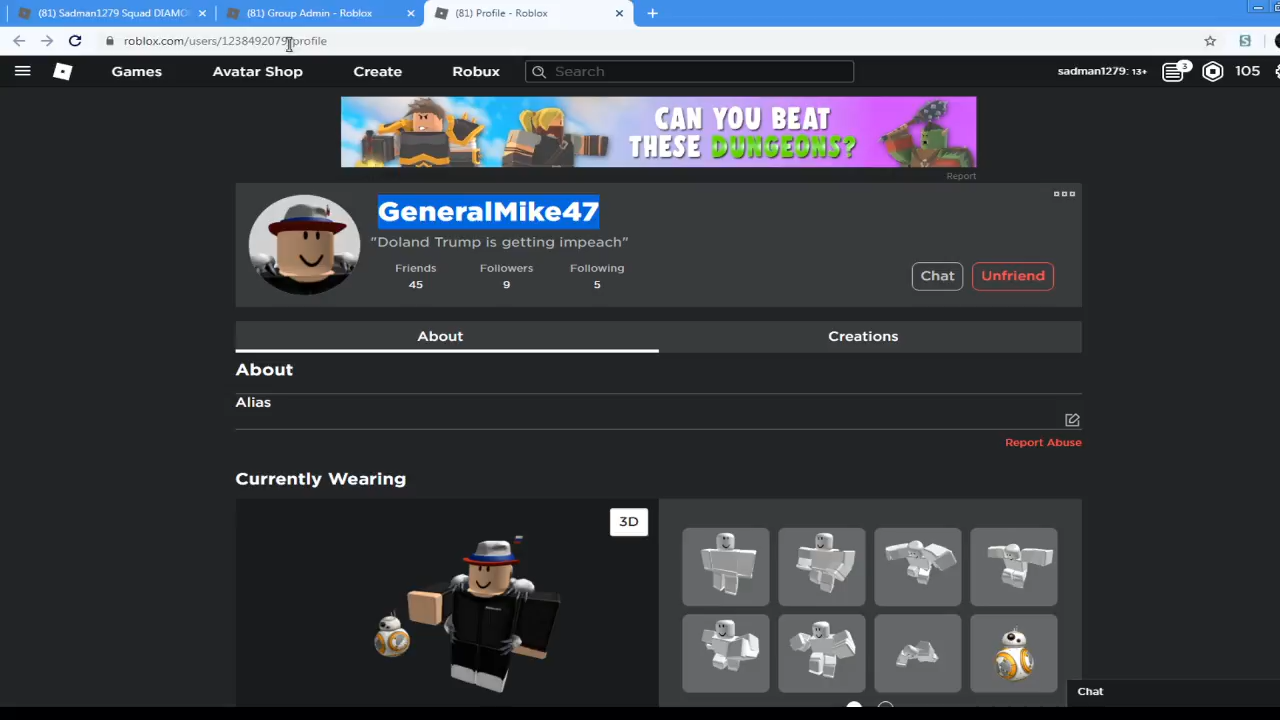 (81) Sadman1279 Squad DIAMO
(81) Group Admin - Roblox
(81) Profile - Roblox
roblox.com/users/1238492079/profile
Games
Avatar Shop
Create
Robux
Search
sadman1279: 13+
3
105
CAN YOU BEAT
THESE DUNGEONS?
Report
GeneralMike47
"Doland Trump is getting impeach"
Friends
Followers
Following
45
9
5
Chat
Unfriend
About
Creations
About
Alias
Report Abuse
Currently Wearing
3D
Chat